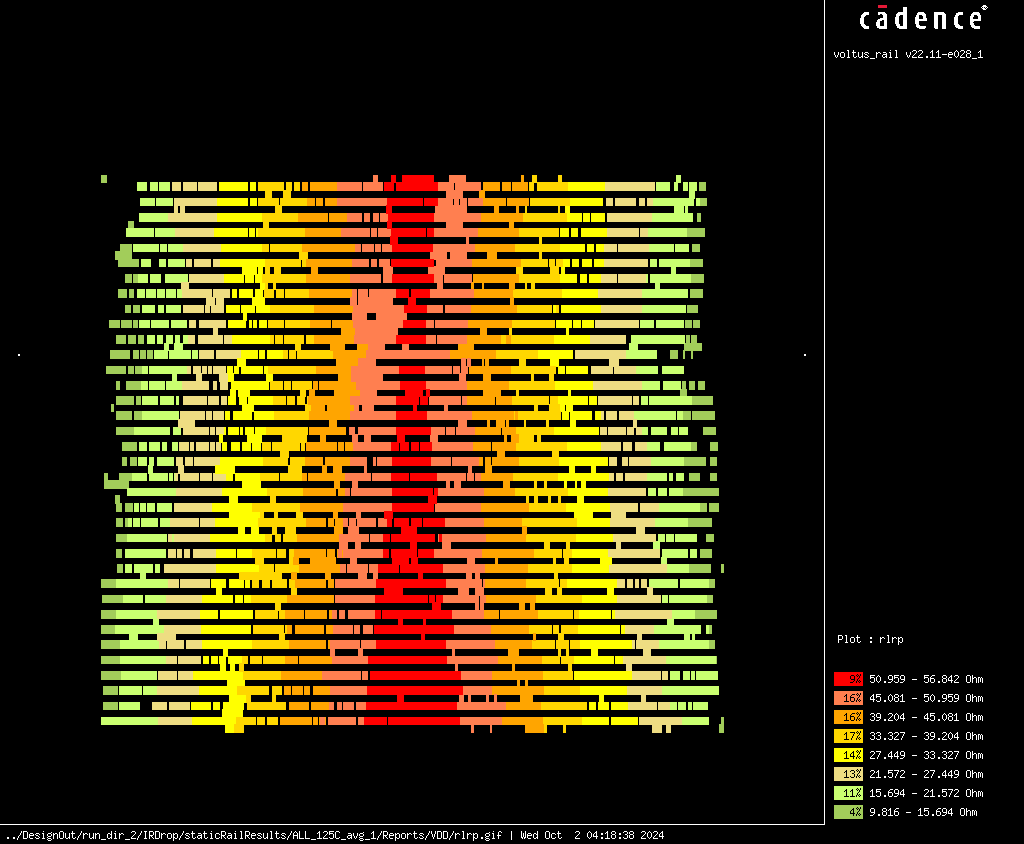 cādence®
voltus_rail v22.11-e028_1
Plot : rlrp
9% 50.959 - 56.842 Ohm
16% 45.081 - 50.959 Ohm
16% 39.204 - 45.081 Ohm
17% 33.327 - 39.204 Ohm
14% 27.449 - 33.327 Ohm
13% 21.572 - 27.449 Ohm
11% 15.694 - 21.572 Ohm
4% 9.816 - 15.694 Ohm
../DesignOut/run_dir_2/IRDrop/staticRailResults/ALL_125C_avg_1/Reports/VDD/rlrp.gif | Wed Oct  2 04:18:38 2024